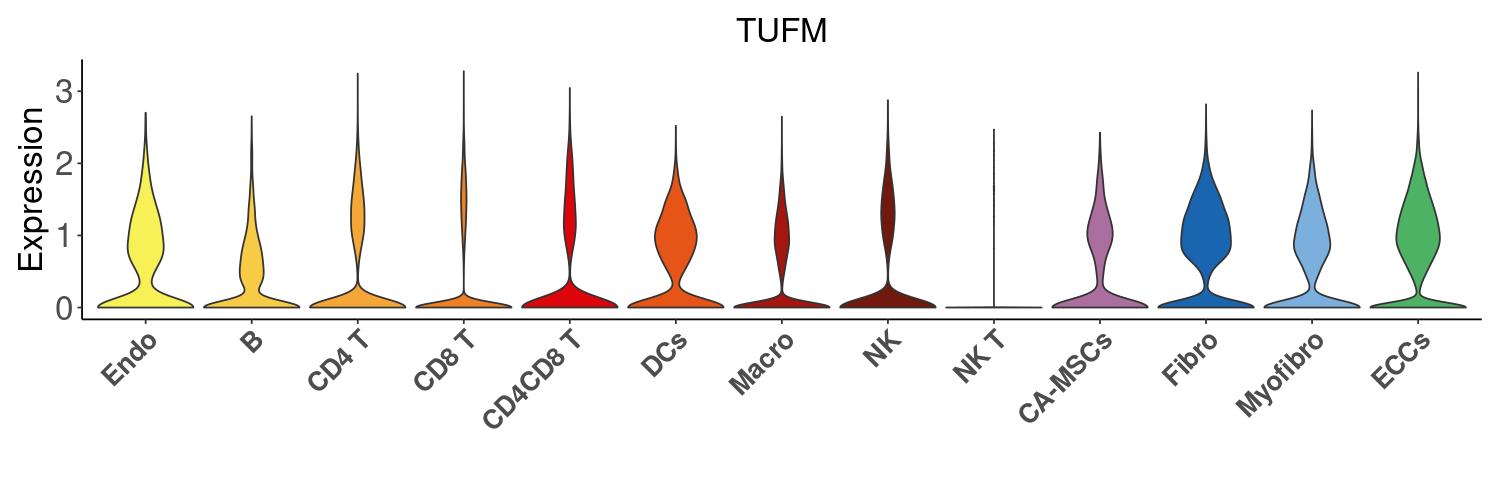 TUFM
Expression
3
2
1
0
Endo
B
CD4 T
CD8 T
CD4CD8 T
DCs
Macro
NK
NK T
CA-MSCs
Fibro
Myofibro
ECCs